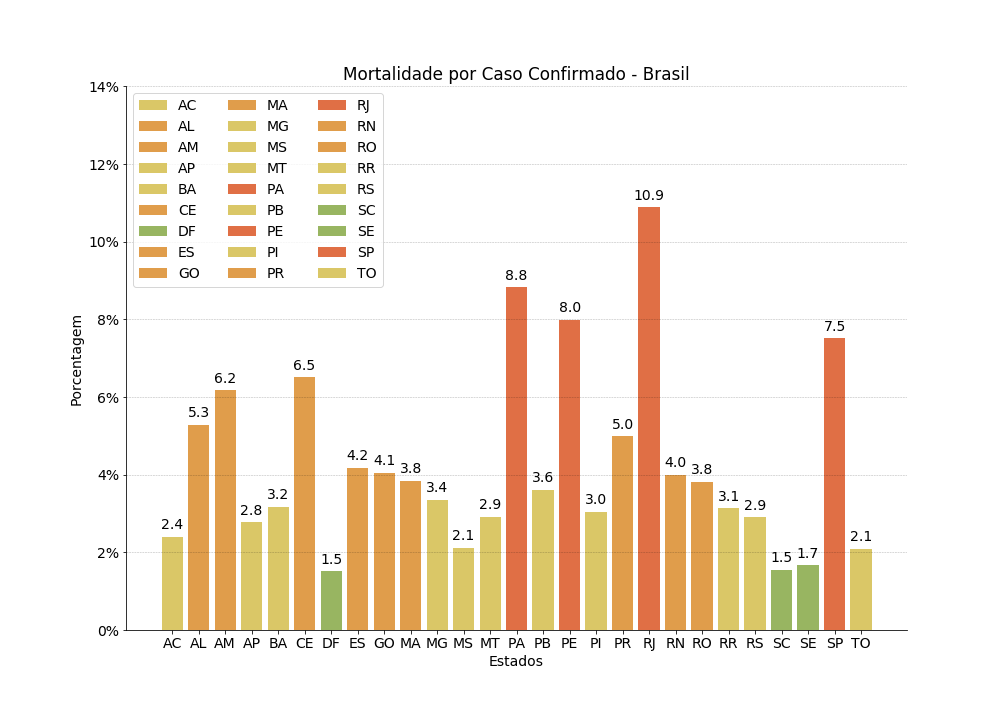 Mortalidade por Caso Confirmado - Brasil
14%
12%
10%
8%
6%
4%
2%
0%
Porcentagem
AC MA RJ
AL MG RN
AM MS RO
AP MT RR
BA PA RS
CE PB SC
DF PE SE
ES PI SP
GO PR TO
2.4 5.3 6.2 2.8 3.2 6.5 1.5 4.2 4.1 3.8 3.4 2.1 2.9 8.8 3.6 8.0 3.0 5.0 10.9 4.0 3.8 3.1 2.9 1.5 1.7 7.5 2.1
AC AL AM AP BA CE DF ES GO MA MG MS MT PA PB PE PI PR RJ RN RO RR RS SC SE SP TO
Estados